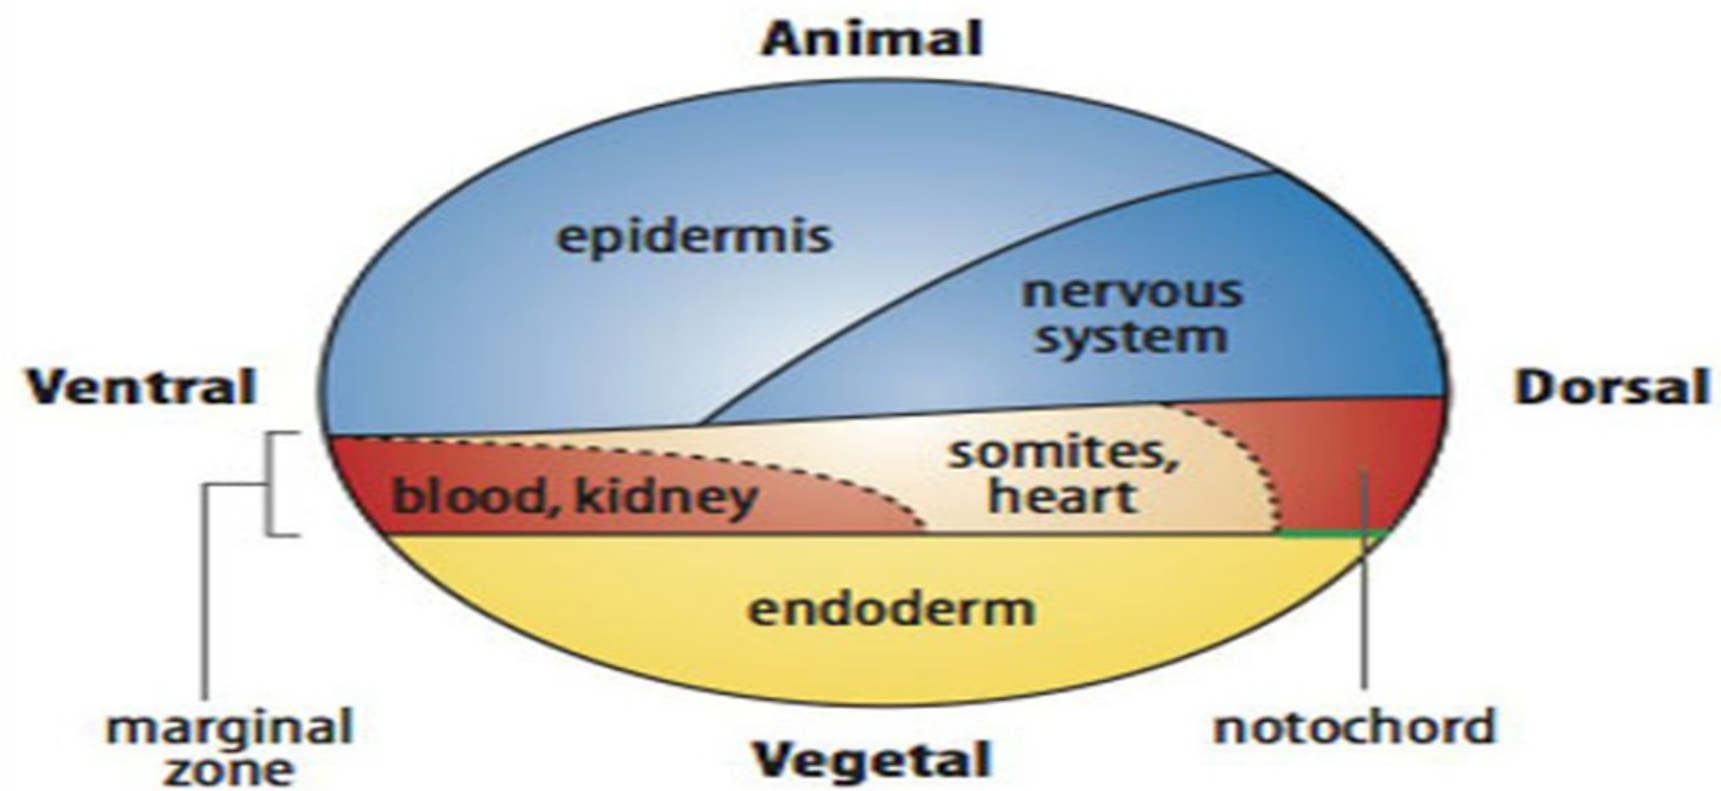 Animal
epidermis
nervous
system
Ventral
Dorsal
somites,
heart
blood, kidney
endoderm
marginal
zone
notochord
Vegetal